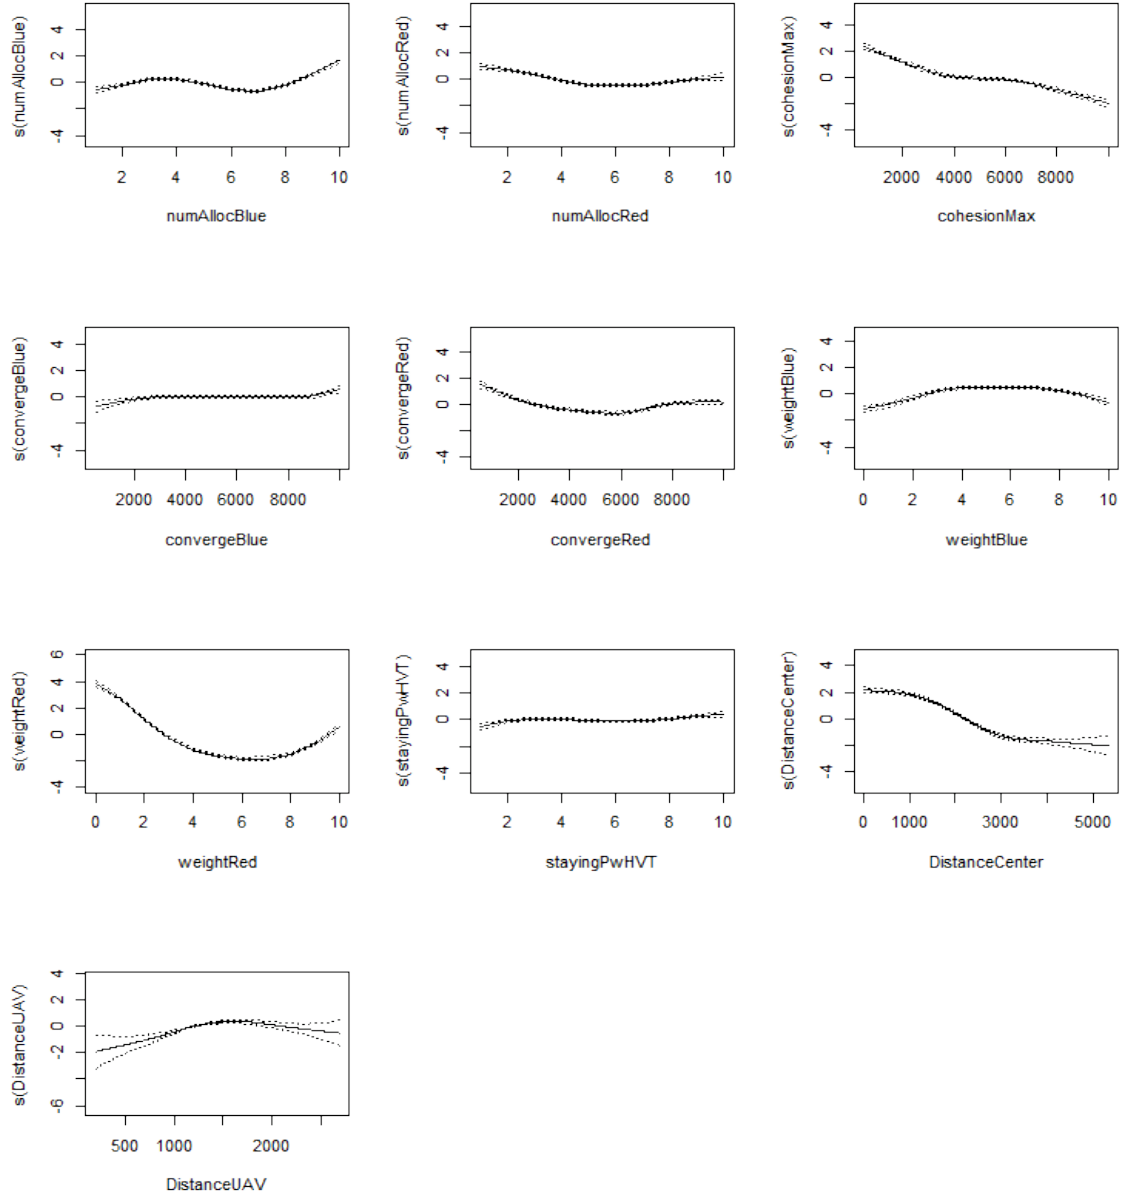 s(numAllocBlue)
4
2
0
-4
2 4 6 8 10
numAllocBlue
s(numAllocRed)
4
2
0
-4
2 4 6 8 10
numAllocRed
s(cohesionMax)
4
2
0
-4
2000 4000 6000 8000
cohesionMax
s(convergeBlue)
4
2
0
-4
2000 4000 6000 8000
convergeBlue
s(convergeRed)
4
2
0
-4
2000 4000 6000 8000
convergeRed
s(weightBlue)
4
2
0
-4
0 2 4 6 8 10
weightBlue
s(weightRed)
6
4
2
0
-4
0 2 4 6 8 10
weightRed
s(stayingPwHVT)
4
2
0
-4
2 4 6 8 10
stayingPwHVT
s(DistanceCenter)
4
2
0
-4
0 1000 3000 5000
DistanceCenter
s(DistanceUAV)
4
2
0
-2
-6
500 1000 2000
DistanceUAV